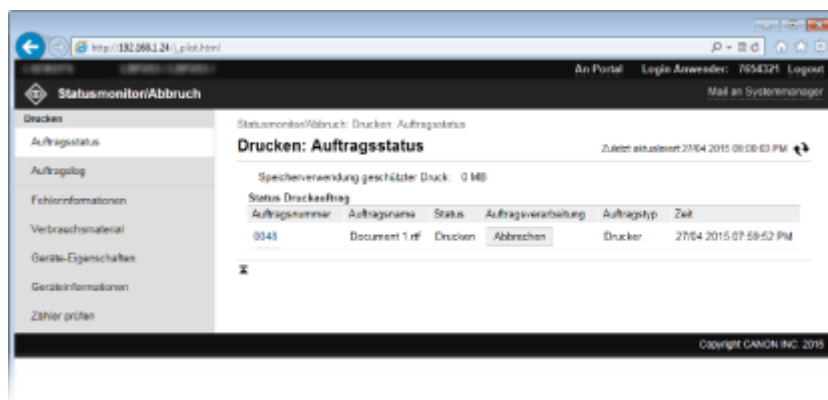 http://192.168.1.24/j_plist.html
An Portal Login Anwender: 7654321 Logout
Statusmonitor/Abbruch Mail an Systemmanager
Drucken
Auftragsstatus
Auftragslog
Fehlerinformationen
Verbrauchsmaterial
Geräte-Eigenschaften
Geräteinformationen
Zähler prüfen
Statusmonitor/Abbruch: Drucken: Auftragsstatus
Drucken: Auftragsstatus
Zuletzt aktualisiert:27/04 2015 08:00:03 PM
Speicherverwendung geschützter Druck: 0 MB
Status Druckauftrag
Auftragsnummer Auftragsname Status Auftragsverarbeitung Auftragstyp Zeit
0048 Document 1.rtf Drucken Abbrechen Drucker 27/04 2015 07:59:52 PM
Copyright CANON INC. 2015